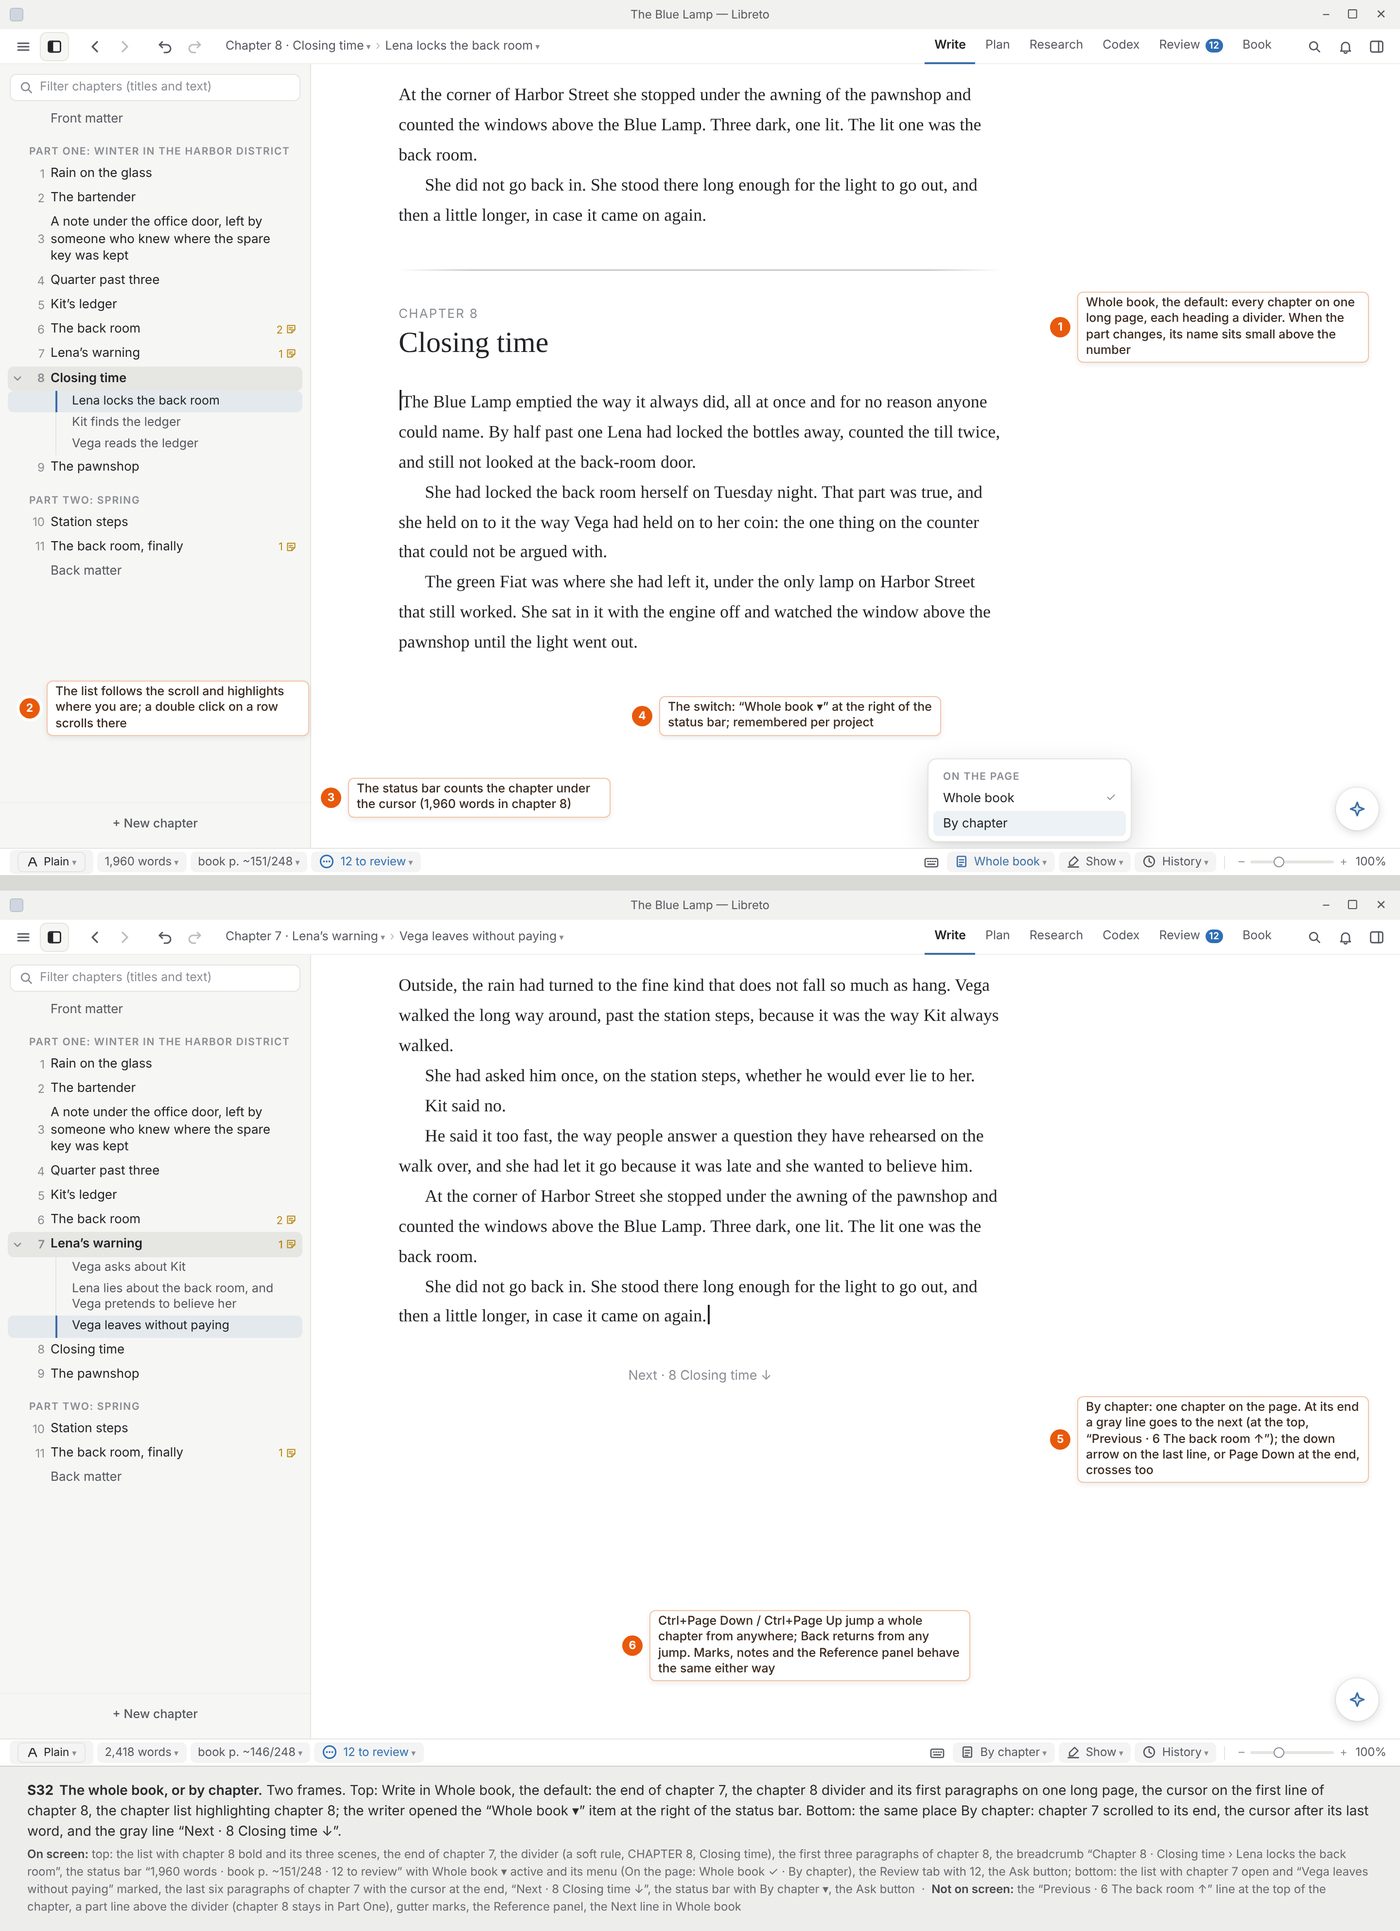 The Blue Lamp — Libreto
Chapter 8 · Closing time ▾ › Lena locks the back room ▾
Write Plan Research Codex Review 12 Book
Filter chapters (titles and text)
Front matter
PART ONE: WINTER IN THE HARBOR DISTRICT
1 Rain on the glass
2 The bartender
A note under the office door, left by
3 someone who knew where the spare
key was kept
4 Quarter past three
5 Kit’s ledger
6 The back room 2
7 Lena’s warning 1
8 Closing time
Lena locks the back room
Kit finds the ledger
Vega reads the ledger
9 The pawnshop
PART TWO: SPRING
10 Station steps
11 The back room, finally 1
Back matter
2
The list follows the scroll and highlights
where you are; a double click on a row
scrolls there
+ New chapter
At the corner of Harbor Street she stopped under the awning of the pawnshop and
counted the windows above the Blue Lamp. Three dark, one lit. The lit one was the
back room.
She did not go back in. She stood there long enough for the light to go out, and
then a little longer, in case it came on again.
CHAPTER 8
Closing time
The Blue Lamp emptied the way it always did, all at once and for no reason anyone
could name. By half past one Lena had locked the bottles away, counted the till twice,
and still not looked at the back-room door.
She had locked the back room herself on Tuesday night. That part was true, and
she held on to it the way Vega had held on to her coin: the one thing on the counter
that could not be argued with.
The green Fiat was where she had left it, under the only lamp on Harbor Street
that still worked. She sat in it with the engine off and watched the window above the
pawnshop until the light went out.
1
Whole book, the default: every chapter on one
long page, each heading a divider. When the
part changes, its name sits small above the
number
4
The switch: “Whole book ▾” at the right of the
status bar; remembered per project
3
The status bar counts the chapter under
the cursor (1,960 words in chapter 8)
ON THE PAGE
Whole book ✓
By chapter
A Plain ▾ 1,960 words ▾ book p. ~151/248 ▾ 12 to review ▾ Whole book ▾ Show ▾ History ▾ − + 100%
The Blue Lamp — Libreto
Chapter 7 · Lena’s warning ▾ › Vega leaves without paying ▾
Write Plan Research Codex Review 12 Book
Filter chapters (titles and text)
Front matter
PART ONE: WINTER IN THE HARBOR DISTRICT
1 Rain on the glass
2 The bartender
A note under the office door, left by
3 someone who knew where the spare
key was kept
4 Quarter past three
5 Kit’s ledger
6 The back room 2
7 Lena’s warning 1
Vega asks about Kit
Lena lies about the back room, and
Vega pretends to believe her
Vega leaves without paying
8 Closing time
9 The pawnshop
PART TWO: SPRING
10 Station steps
11 The back room, finally 1
Back matter
+ New chapter
Outside, the rain had turned to the fine kind that does not fall so much as hang. Vega
walked the long way around, past the station steps, because it was the way Kit always
walked.
She had asked him once, on the station steps, whether he would ever lie to her.
Kit said no.
He said it too fast, the way people answer a question they have rehearsed on the
walk over, and she had let it go because it was late and she wanted to believe him.
At the corner of Harbor Street she stopped under the awning of the pawnshop and
counted the windows above the Blue Lamp. Three dark, one lit. The lit one was the
back room.
She did not go back in. She stood there long enough for the light to go out, and
then a little longer, in case it came on again.
Next · 8 Closing time ↓
5
By chapter: one chapter on the page. At its end
a gray line goes to the next (at the top,
“Previous · 6 The back room ↑”); the down
arrow on the last line, or Page Down at the end,
crosses too
6
Ctrl+Page Down / Ctrl+Page Up jump a whole
chapter from anywhere; Back returns from any
jump. Marks, notes and the Reference panel behave
the same either way
A Plain ▾ 2,418 words ▾ book p. ~146/248 ▾ 12 to review ▾ By chapter ▾ Show ▾ History ▾ − + 100%
S32 The whole book, or by chapter. Two frames. Top: Write in Whole book, the default: the end of chapter 7, the chapter 8 divider and its first paragraphs on one long page, the cursor on the first line of
chapter 8, the chapter list highlighting chapter 8; the writer opened the “Whole book ▾” item at the right of the status bar. Bottom: the same place By chapter: chapter 7 scrolled to its end, the cursor after its last
word, and the gray line “Next · 8 Closing time ↓”.
On screen: top: the list with chapter 8 bold and its three scenes, the end of chapter 7, the divider (a soft rule, CHAPTER 8, Closing time), the first three paragraphs of chapter 8, the breadcrumb “Chapter 8 · Closing time › Lena locks the back
room”, the status bar “1,960 words · book p. ~151/248 · 12 to review” with Whole book ▾ active and its menu (On the page: Whole book ✓ · By chapter), the Review tab with 12, the Ask button; bottom: the list with chapter 7 open and “Vega leaves
without paying” marked, the last six paragraphs of chapter 7 with the cursor at the end, “Next · 8 Closing time ↓”, the status bar with By chapter ▾, the Ask button · Not on screen: the “Previous · 6 The back room ↑” line at the top of the
chapter, a part line above the divider (chapter 8 stays in Part One), gutter marks, the Reference panel, the Next line in Whole book